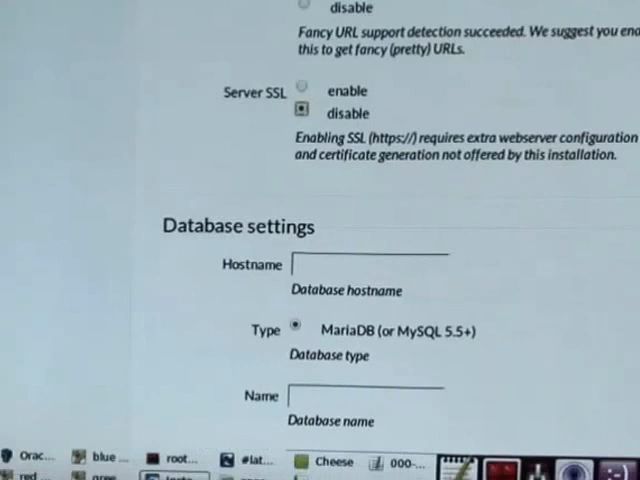 disable
Fancy URL support detection succeeded. We suggest you
this to get fancy (pretty) URLs.
Server SSL
enable
disable
Enabling SSL (https://) requires extra webserver configuration
and certificate generation not offered by this installation.
Database settings
Hostname
Database hostname
Type
MariaDB (or MySQL 5.5+)
Database type
Name
Database name
Orac... blue ... root... #lat... Cheese 000-...
red